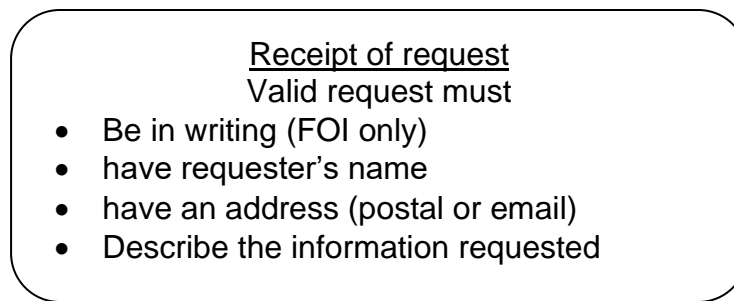 Receipt of request
Valid request must
• Be in writing (FOI only)
• have requester’s name
• have an address (postal or email)
• Describe the information requested